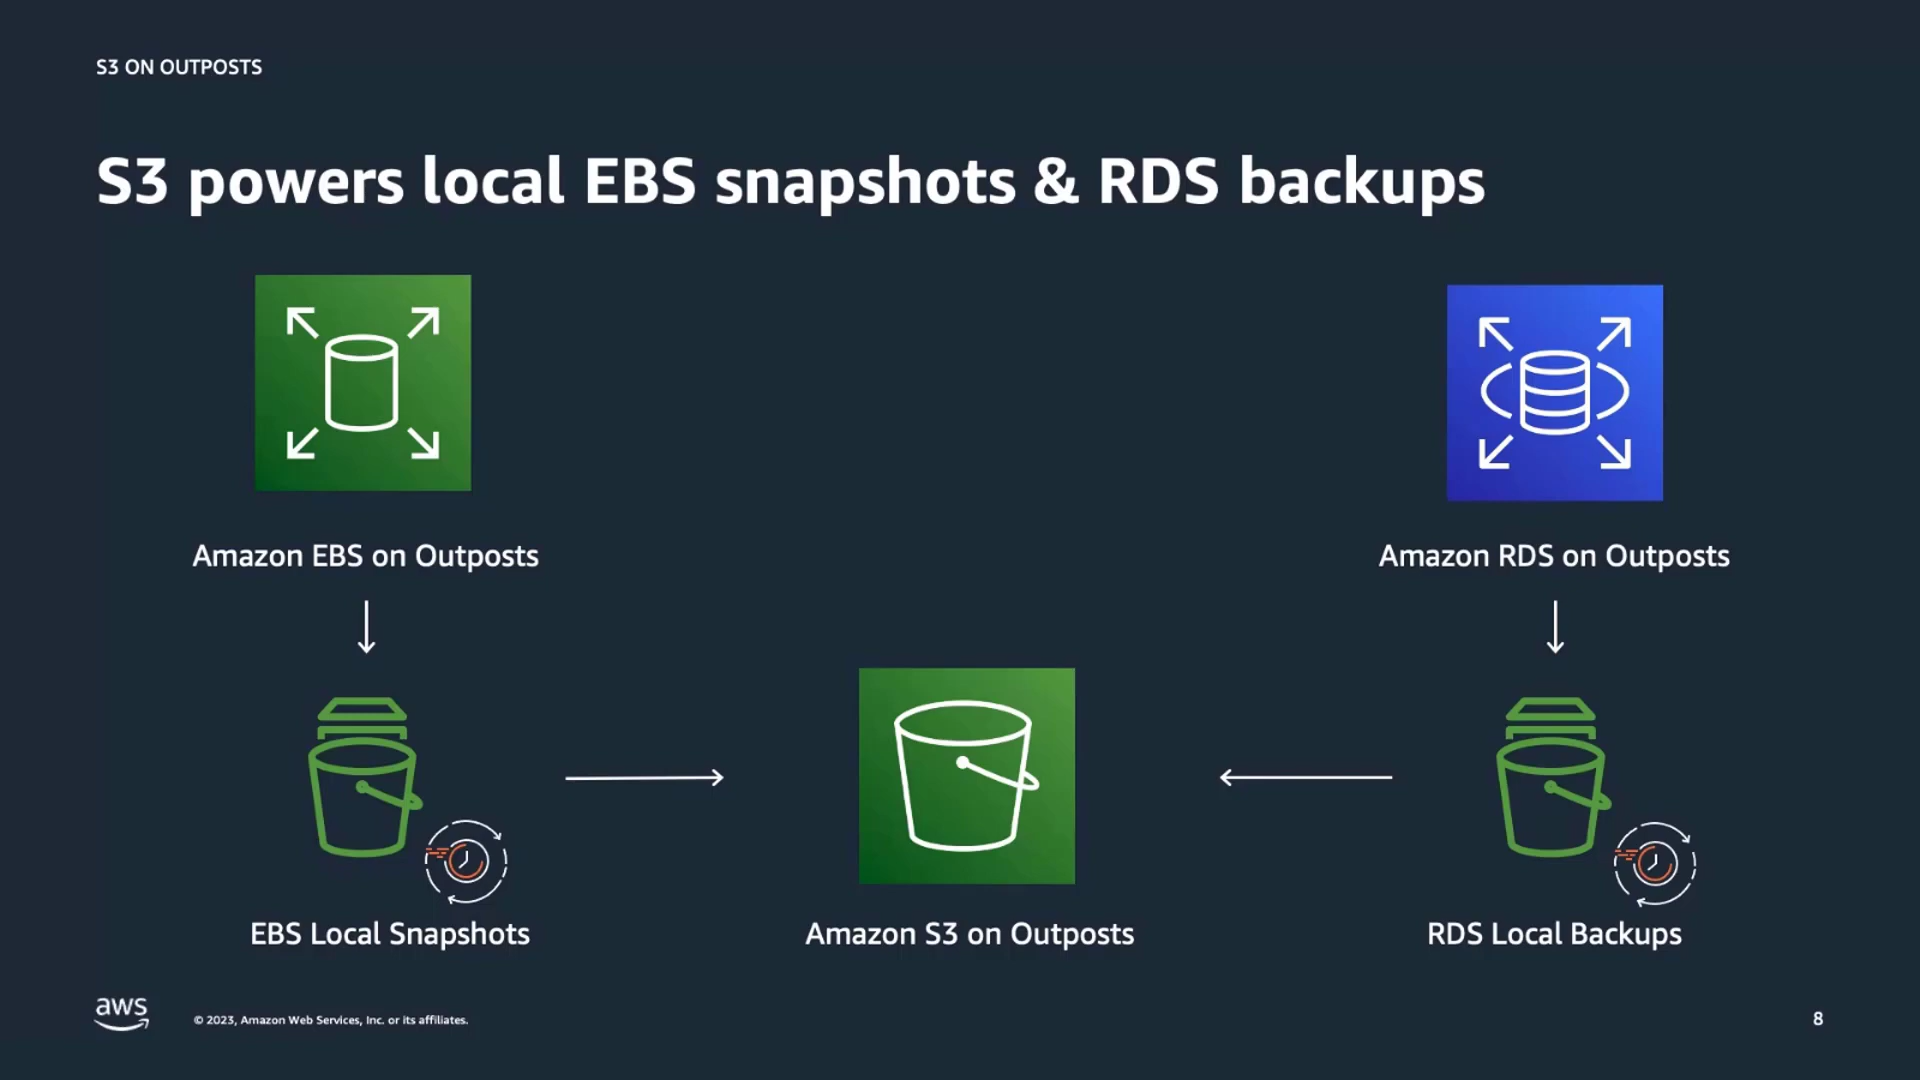 S3 ON OUTPOSTS
S3 powers local EBS snapshots & RDS backups
Amazon EBS on Outposts
Amazon RDS on Outposts
EBS Local Snapshots
Amazon S3 on Outposts
RDS Local Backups
aws
© 2023, Amazon Web Services, Inc. or its affiliates.
8